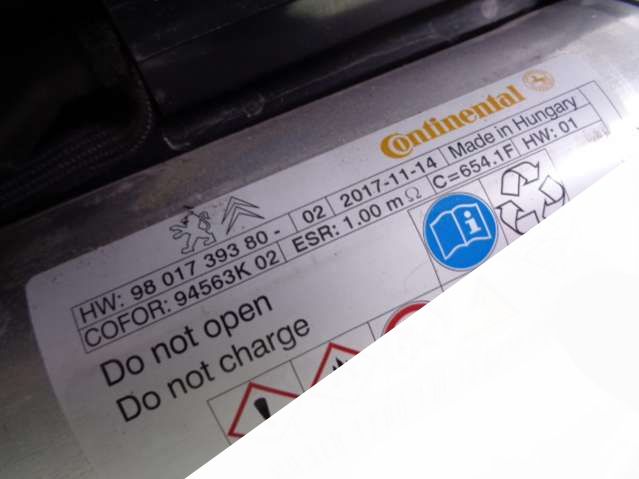 Continental
HW: 98 017 393 80 - 02 2017-11-14 Made in Hungary
COFOR: 94563K 02 ESR: 1.00 mΩ C=654.1F HW: 01
Do not open
Do not charge